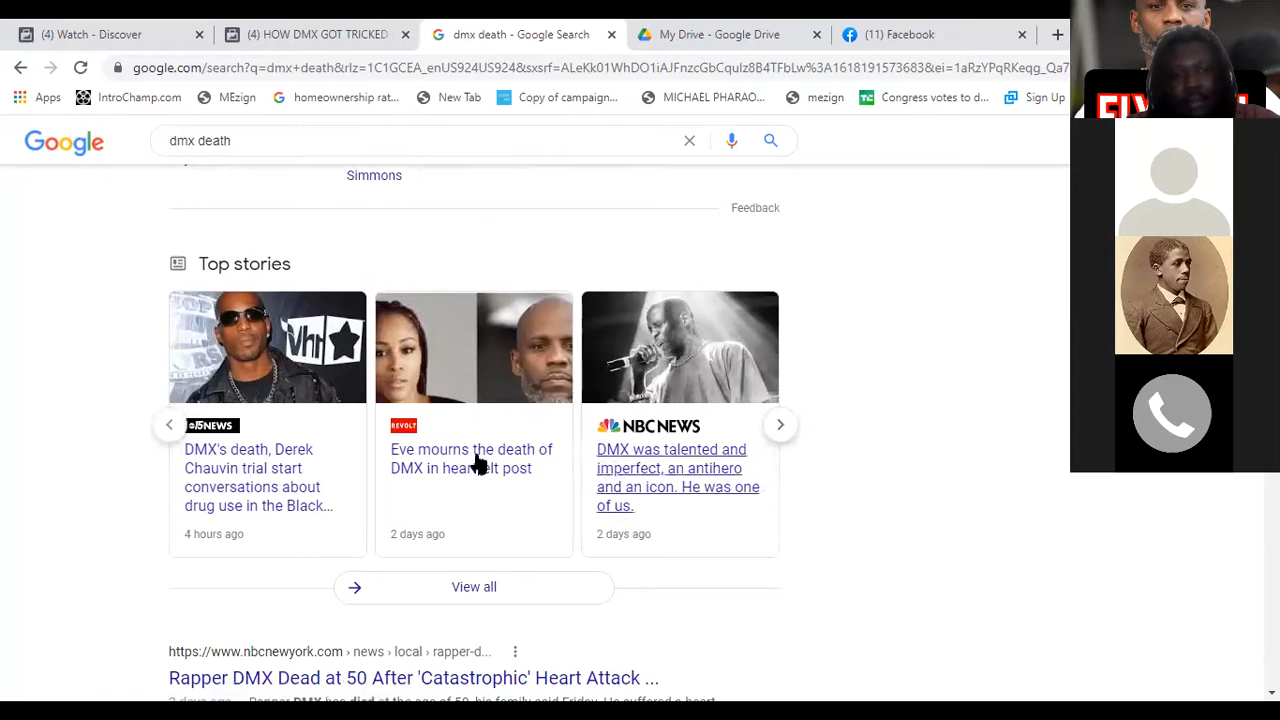 (4) Watch - Discover
(4) HOW DMX GOT TRICKED
dmx death - Google Search
My Drive - Google Drive
(11) Facebook
google.com/search?q=dmx+death&rlz=1C1GCEA_enUS924US924&sxsrf=ALeKk01WhDO1iAJFnzcGbCquIz8B4TFbLw%3A1618191573683&ei=1aRzYPqRKeqg_Qa7
Apps
IntroChamp.com
MEzign
homeownership rat...
New Tab
Copy of campaign...
MICHAEL PHARAO...
mezign
Congress votes to d...
Sign Up
Google
dmx death
Simmons
Feedback
Top stories
Vh1
15NEWS
REVOLT
NBC NEWS
DMX's death, Derek
Chauvin trial start
conversations about
drug use in the Black...
4 hours ago
Eve mourns the death of
DMX in heartfelt post
2 days ago
DMX was talented and
imperfect, an antihero
and an icon. He was one
of us.
2 days ago
View all
https://www.nbcnewyork.com › news › local › rapper-d...
Rapper DMX Dead at 50 After 'Catastrophic' Heart Attack ...